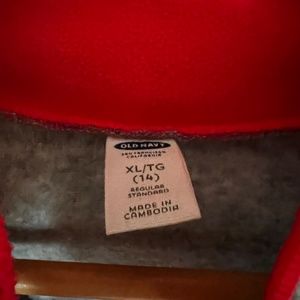 OLD NAVY
SAN FRANCISCO
CALIFORNIA
XL/TG
(14)
REGULAR
STANDARD
MADE IN
CAMBODIA